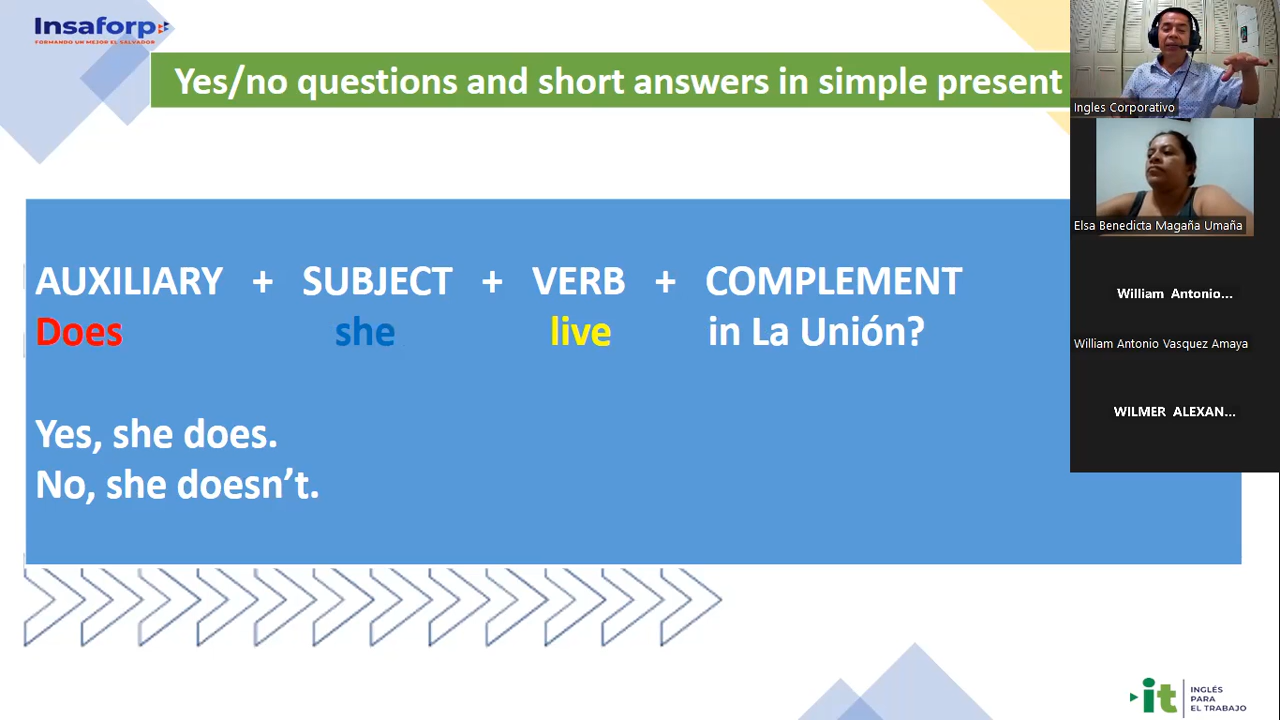 Insaforp
FORMANDO UN MEJOR EL SALVADOR
Yes/no questions and short answers in simple present
AUXILIARY + SUBJECT + VERB + COMPLEMENT
Does she live in La Unión?
Yes, she does.
No, she doesn't.
Ingles Corporativo
Elsa Benedicta Magaña Umaña
William Antonio...
William Antonio Vasquez Amaya
WILMER ALEXAN...
it
INGLÉS
PARA
EL TRABAJO